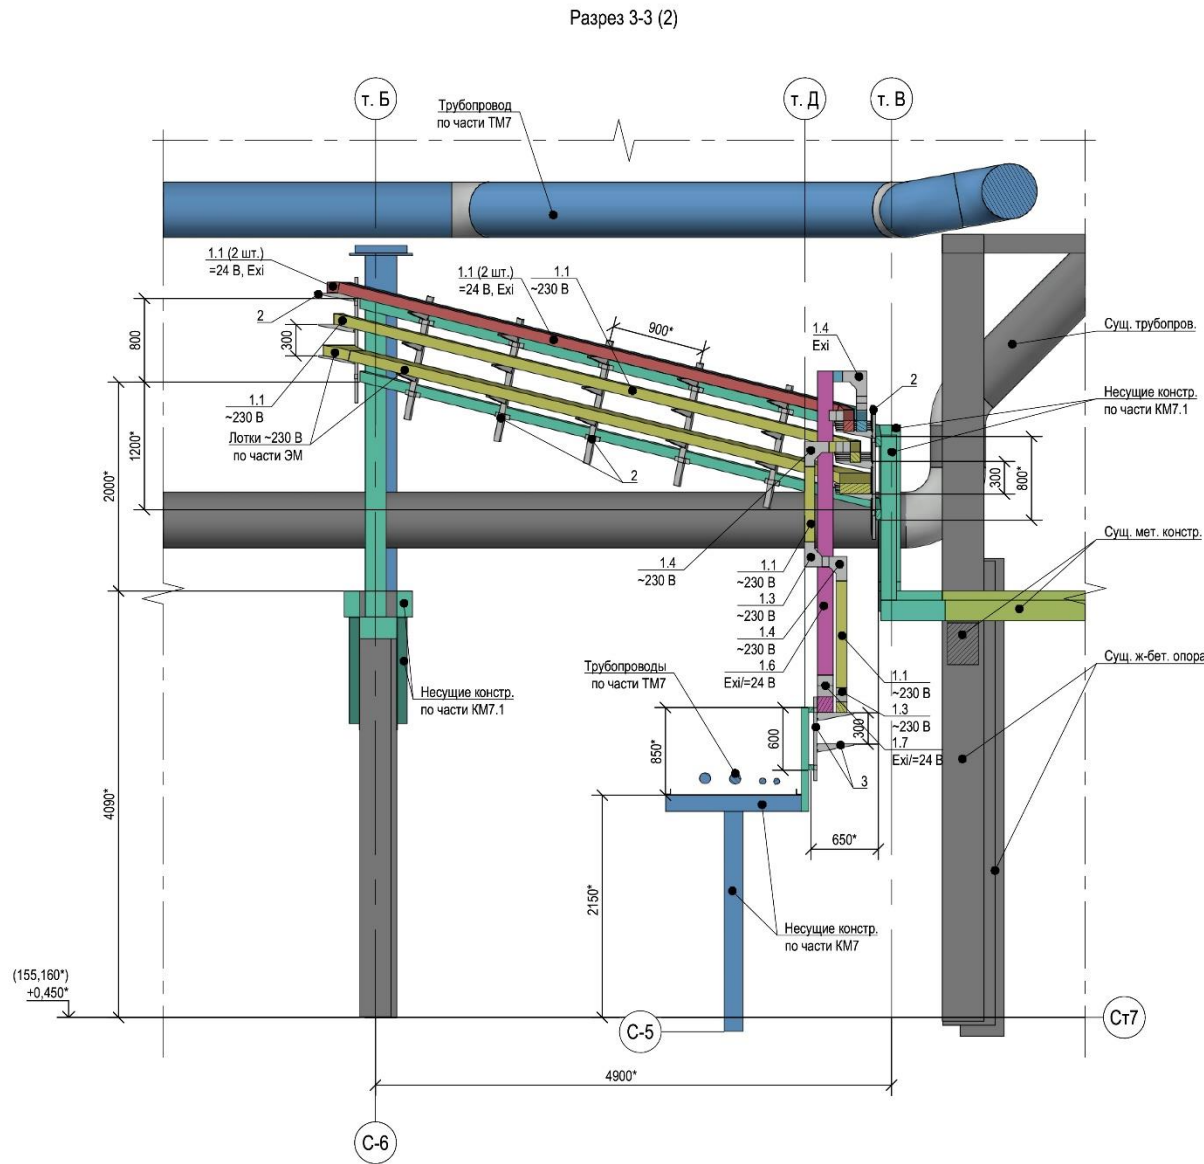 Разрез 3-3 (2)
т. Б
т. Д
т. В
Трубопровод
по части ТМ7
1.1 (2 шт.)
=24 В, Exi
1.1 (2 шт.)
=24 В, Exi
1.1
~230 В
2
800
300
900*
1.4
Exi
2
Сущ. трубопров.
Несущие констр.
по части КМ7.1
1.1
~230 В
Лотки ~230 В
по части ЭМ
1200*
2000*
2
300
800*
Сущ. мет. констр.
1.4
~230 В
1.1
~230 В
1.3
~230 В
1.4
~230 В
1.6
Exi/=24 В
Сущ. ж-бет. опора
Трубопроводы
по части ТМ7
Несущие констр.
по части КМ7.1
1.1
~230 В
1.3
~230 В
1.7
Exi/=24 В
300
600
850*
3
4090*
650*
2150*
Несущие констр.
по части КМ7
(155,160*)
+0,450*
С-5
Ст7
4900*
С-6